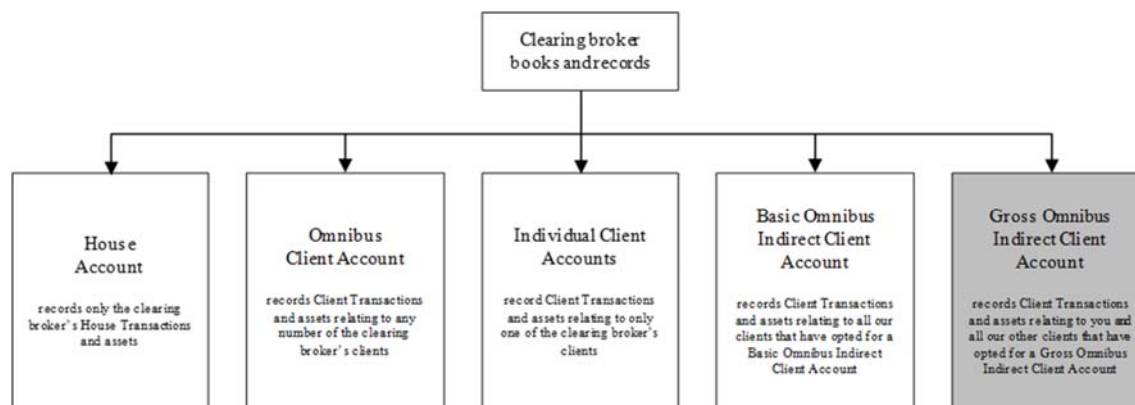 Clearing broker
books and records
House
Account
records only the clearing
broker's House Transactions
and assets
Omnibus
Client Account
records Client Transactions
and assets relating to any
number of the clearing
broker's clients
Individual Client
Accounts
record Client Transactions
and assets relating to only
one of the clearing broker's
clients
Basic Omnibus
Indirect Client
Account
records Client Transactions
and assets relating to all our
clients that have opted for a
Basic Omnibus Indirect
Client Account
Gross Omnibus
Indirect Client
Account
records Client Transactions
and assets relating to you and
all our other clients that have
opted for a Gross Omnibus
Indirect Client Account